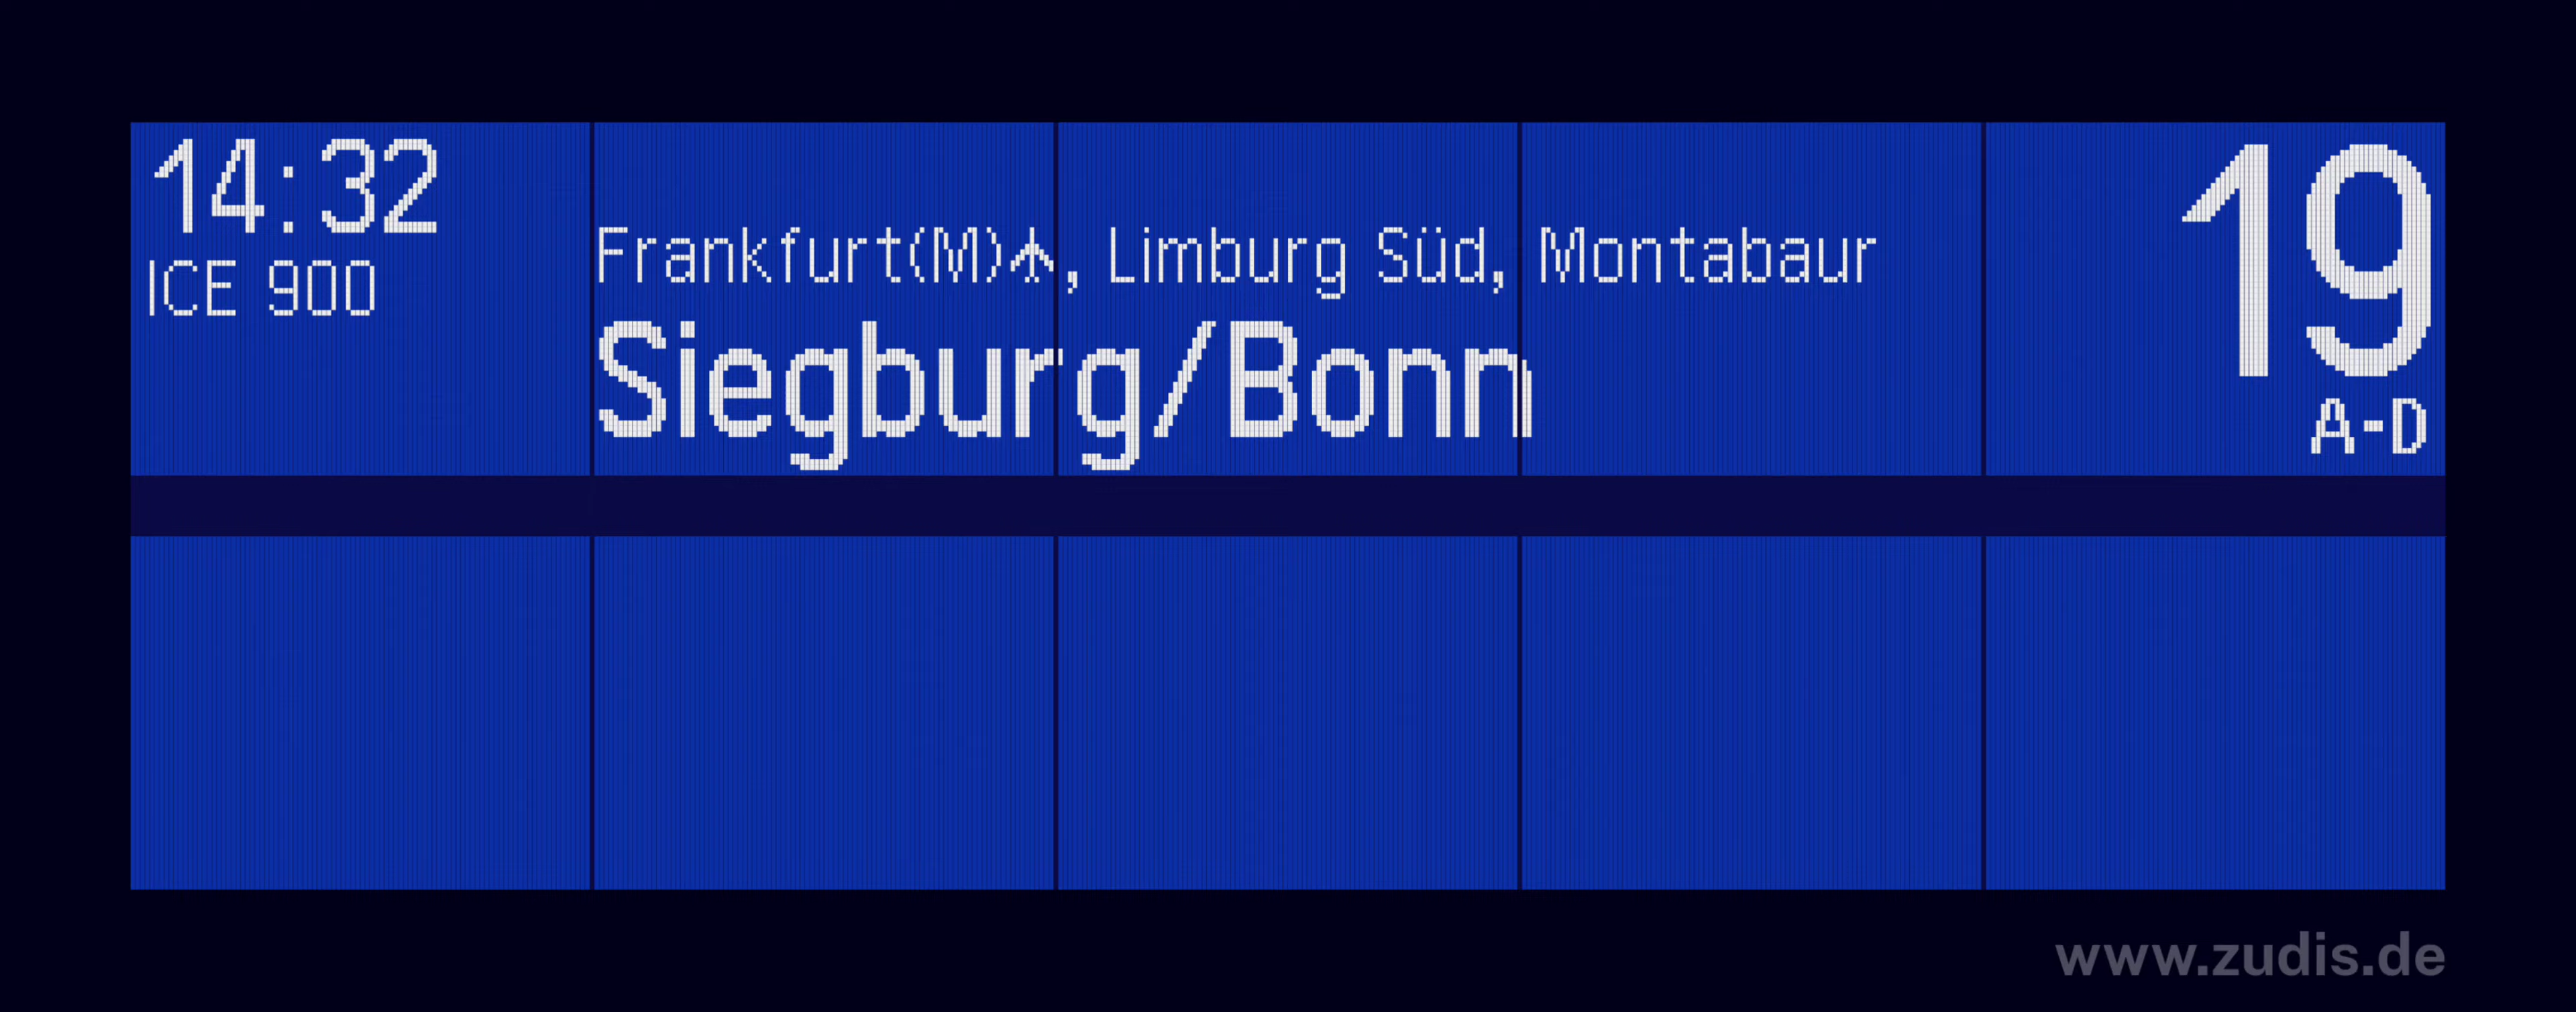 14:32
ICE 900
Frankfurt(M)✈, Limburg Süd, Montabaur
Siegburg/Bonn
19
A-D
www.zudis.de